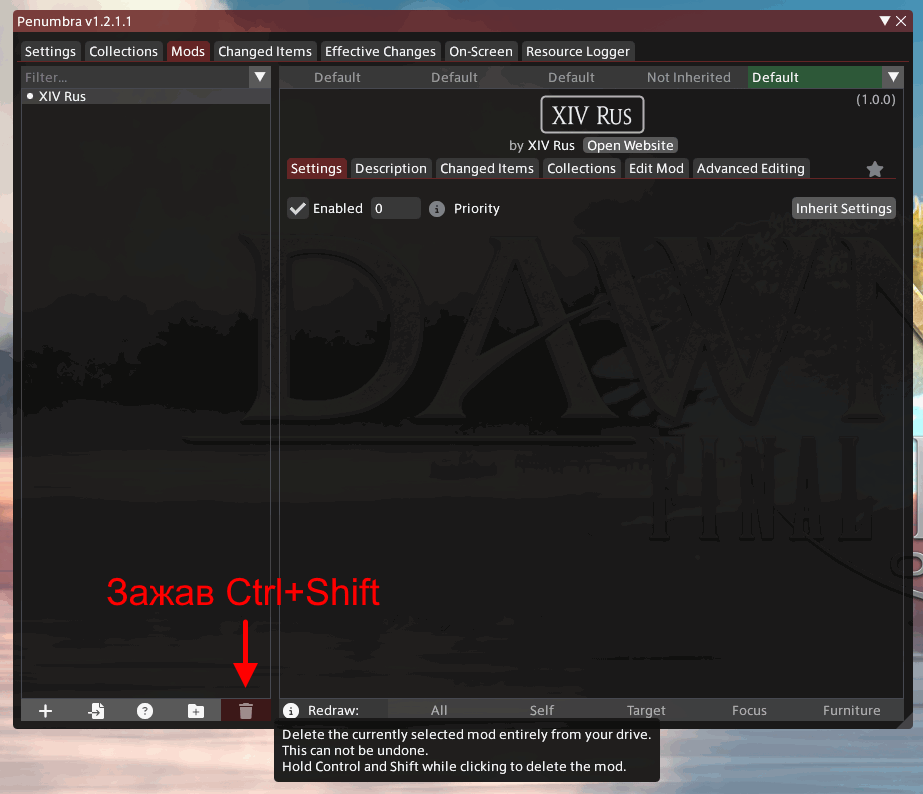 Penumbra v1.2.1.1
Settings Collections Mods Changed Items Effective Changes On-Screen Resource Logger
Filter...
XIV Rus
Default Default Default Not Inherited Default
(1.0.0)
XIV Rus
by XIV Rus Open Website
Settings Description Changed Items Collections Edit Mod Advanced Editing
Enabled 0 Priority Inherit Settings
DAWN
FINAL
Зажав Ctrl+Shift
Redraw: All Self Target Focus Furniture
Delete the currently selected mod entirely from your drive.
This can not be undone.
Hold Control and Shift while clicking to delete the mod.